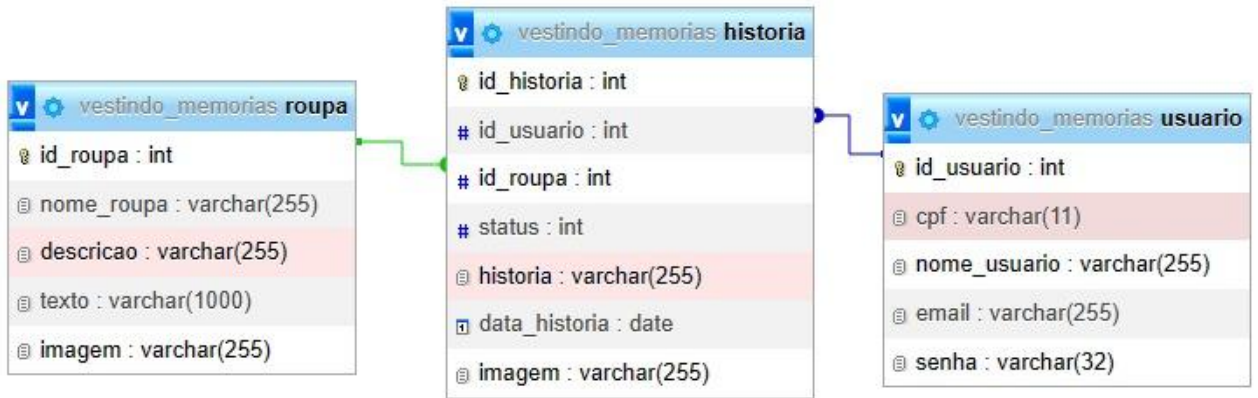 v vestindo_memorias roupa
id_roupa : int
nome_roupa : varchar(255)
descricao : varchar(255)
texto : varchar(1000)
imagem : varchar(255)
v vestindo_memorias historia
id_historia : int
# id_usuario : int
# id_roupa : int
# status : int
historia : varchar(255)
data_historia : date
imagem : varchar(255)
v vestindo_memorias usuario
id_usuario : int
cpf : varchar(11)
nome_usuario : varchar(255)
email : varchar(255)
senha : varchar(32)